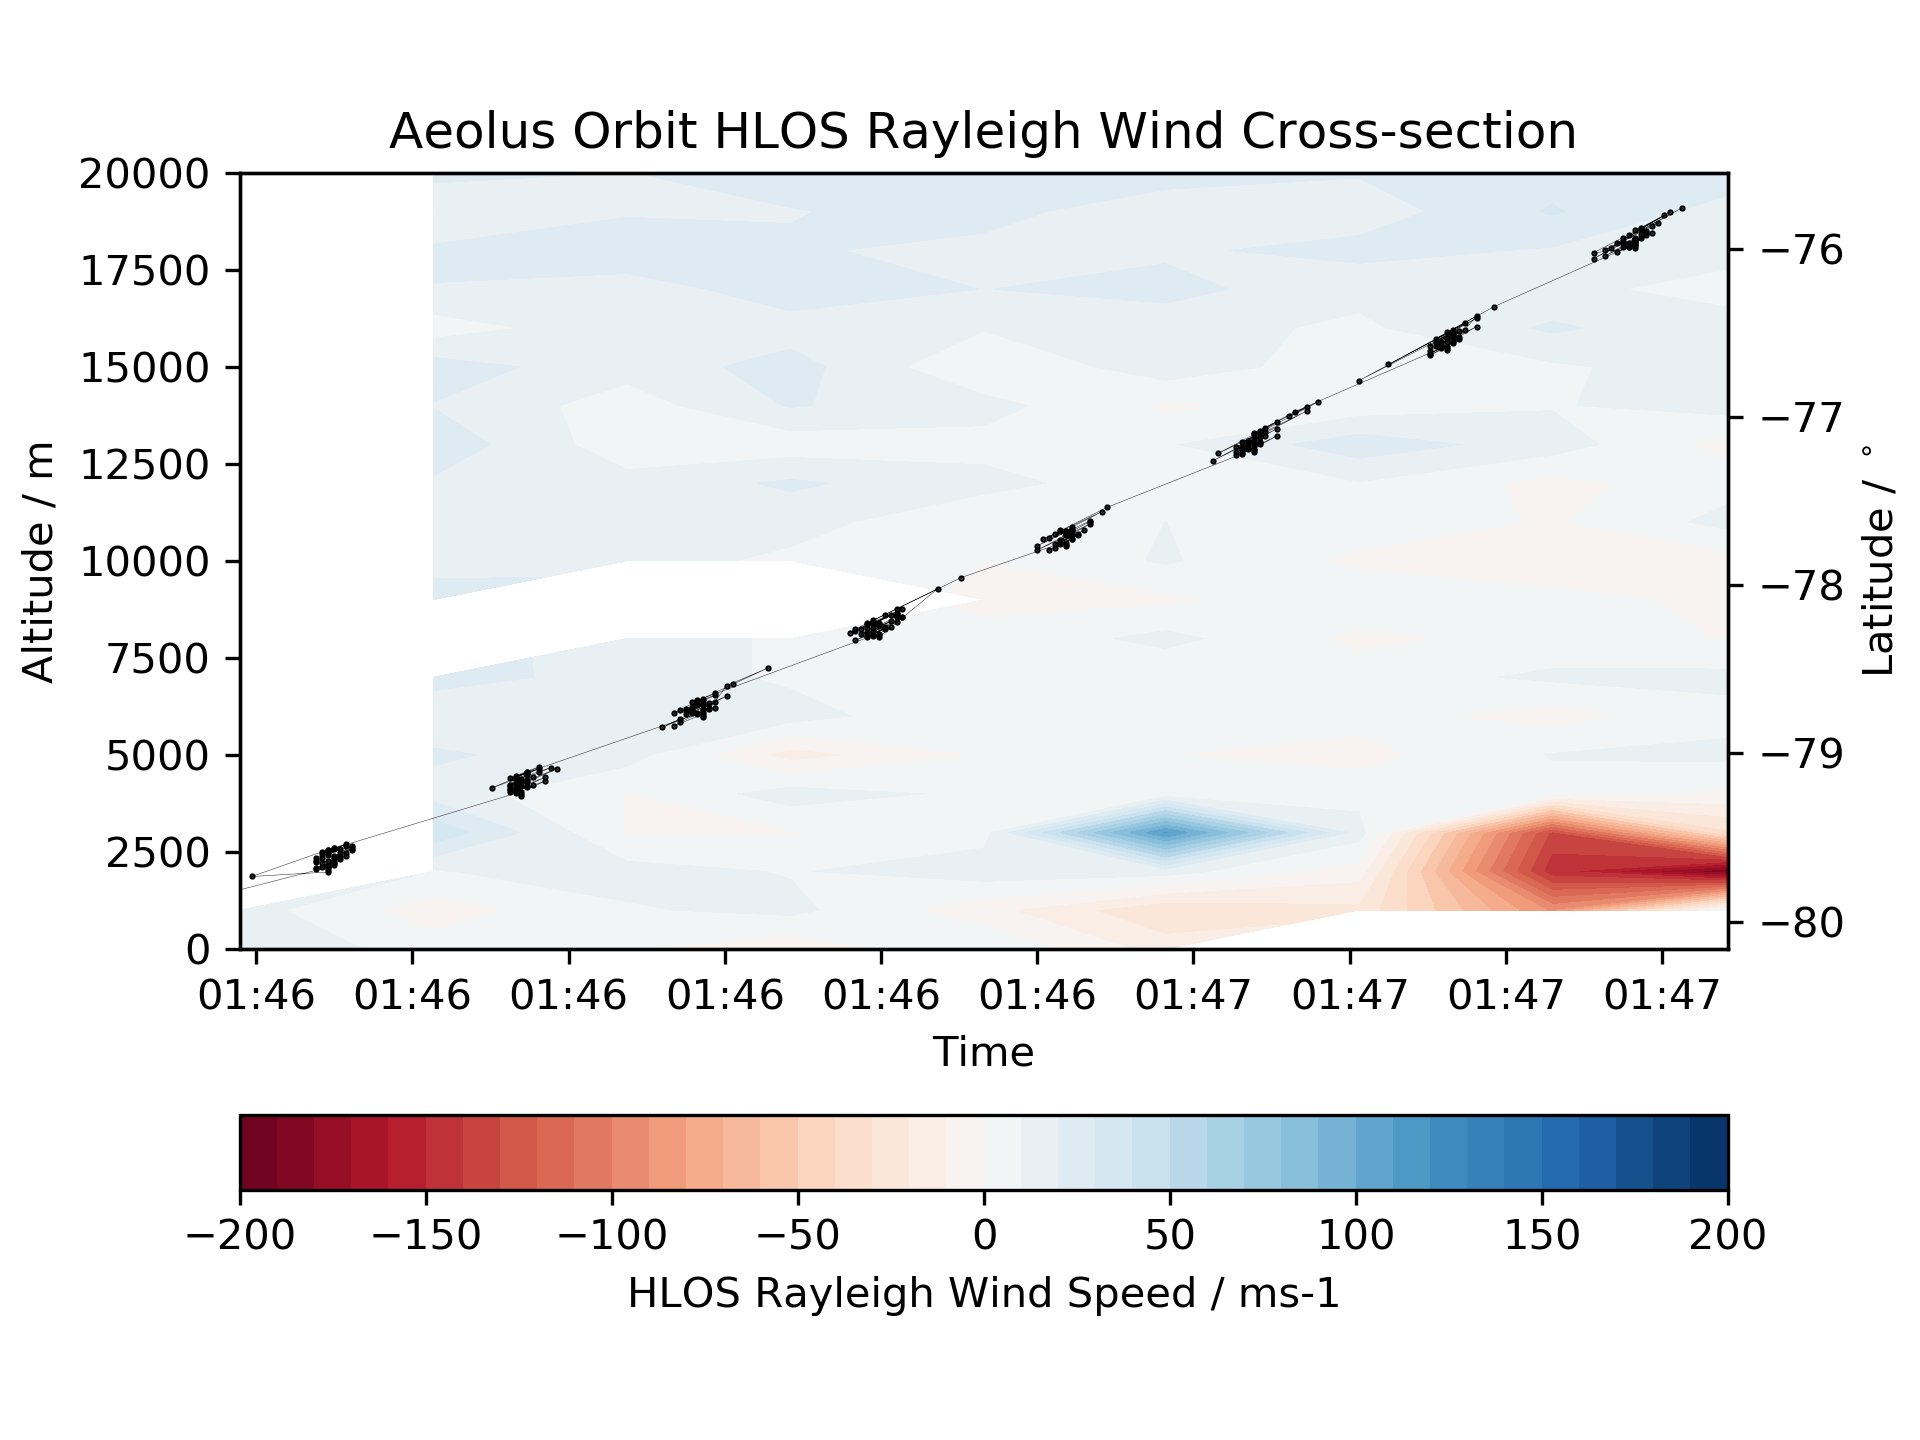 Aeolus Orbit HLOS Rayleigh Wind Cross-section
20000
17500
15000
12500
10000
7500
5000
2500
0
Altitude / m
−76
−77
−78
−79
−80
Latitude / °
01:46 01:46 01:46 01:46 01:46 01:46 01:47 01:47 01:47 01:47
Time
−200 −150 −100 −50 0 50 100 150 200
HLOS Rayleigh Wind Speed / ms-1